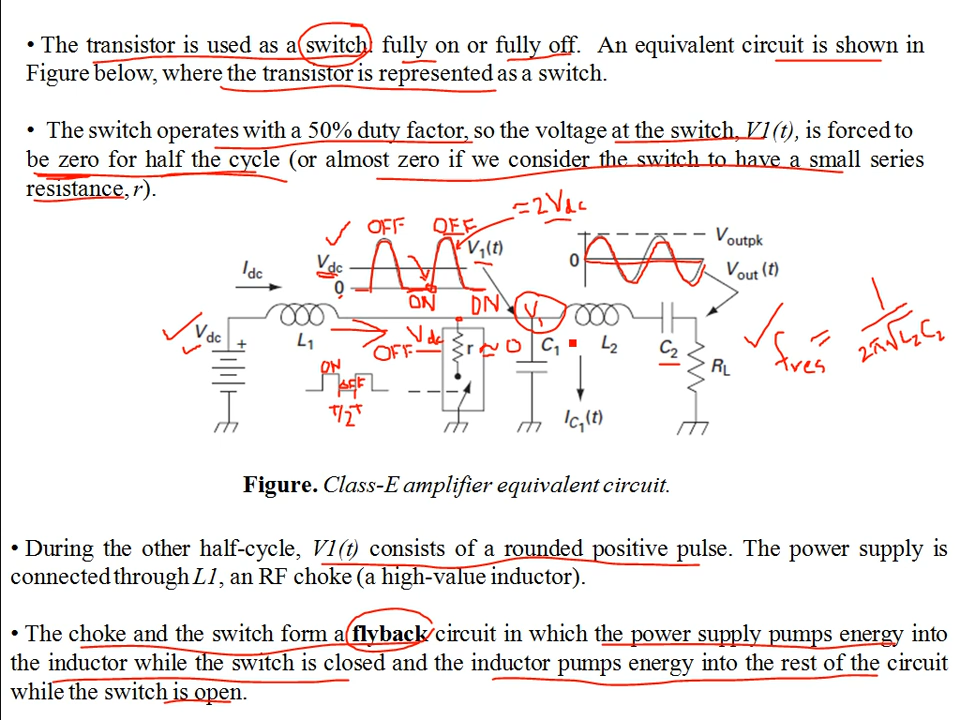 • The transistor is used as a switch: fully on or fully off. An equivalent circuit is shown in
Figure below, where the transistor is represented as a switch.
• The switch operates with a 50% duty factor, so the voltage at the switch, V1(t), is forced to
be zero for half the cycle (or almost zero if we consider the switch to have a small series
resistance, r).
= 2Vdc
OFF OFF
V1(t)
Voutpk
Vdc
0
0
Vout (t)
Idc
ON ON
V1
Vdc +
L1
Vdc
OFF
r ≈ 0
C1
L2
C2
RL
fres = 1 / 2π√L2C2
ON
OFF
T/2 T
IC1(t)
Figure. Class-E amplifier equivalent circuit.
• During the other half-cycle, V1(t) consists of a rounded positive pulse. The power supply is
connected through L1, an RF choke (a high-value inductor).
• The choke and the switch form a flyback circuit in which the power supply pumps energy into
the inductor while the switch is closed and the inductor pumps energy into the rest of the circuit
while the switch is open.